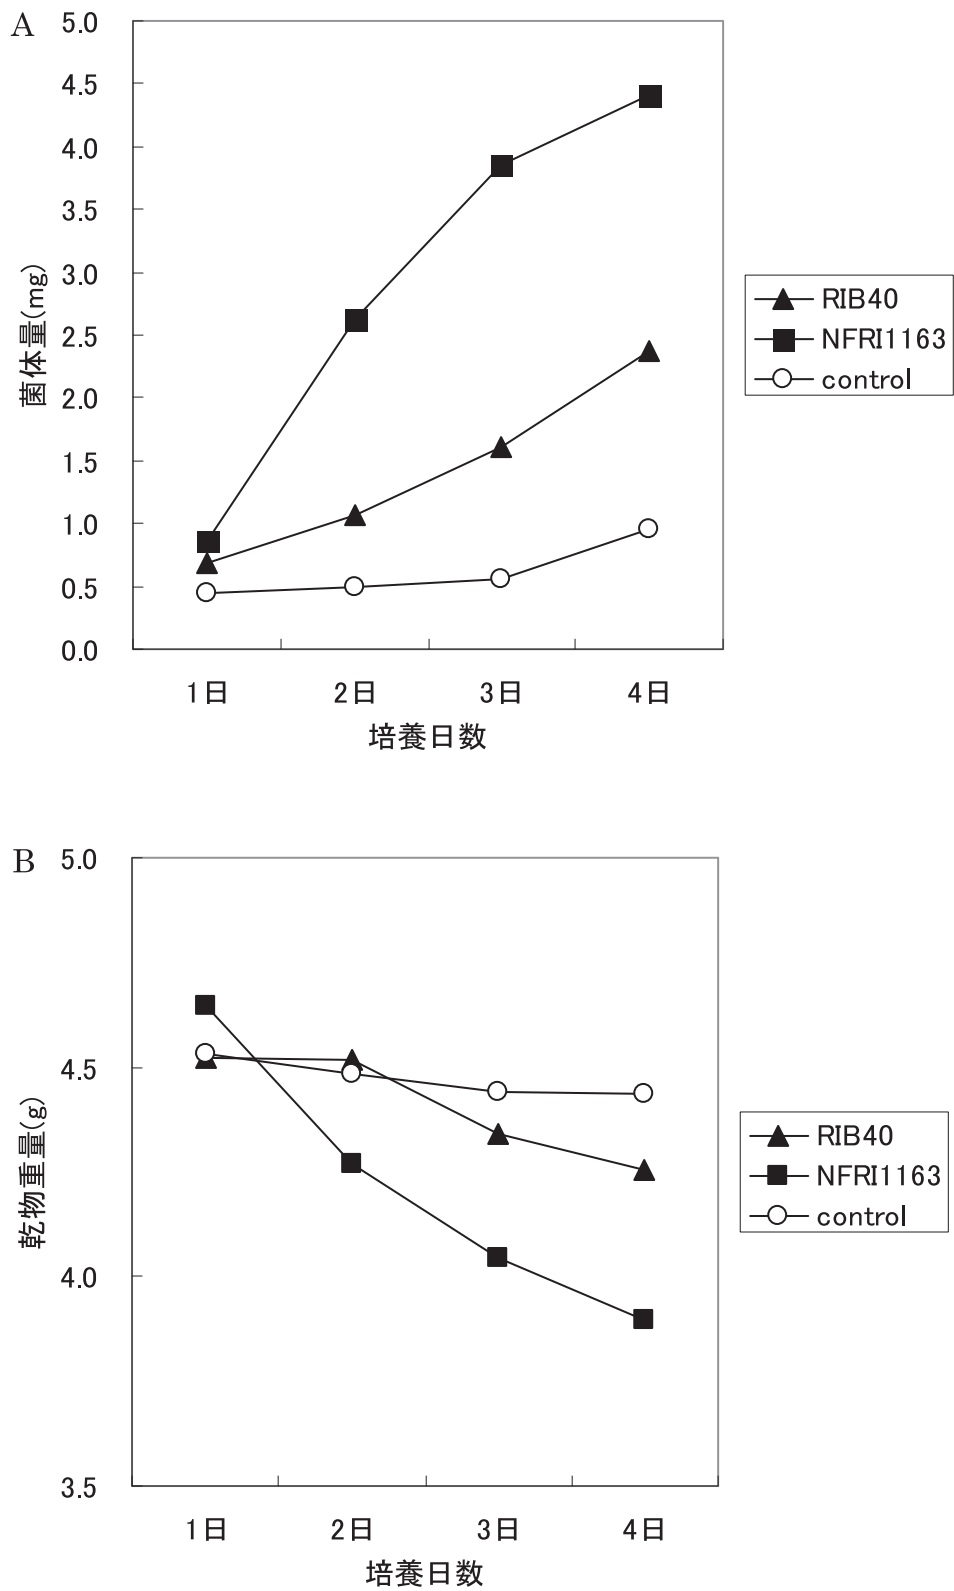 A
5.0
4.5
4.0
3.5
3.0
2.5
2.0
1.5
1.0
0.5
0.0
菌体量(mg)
1日 2日 3日 4日
培養日数
RIB40
NFRI1163
control
B
5.0
4.5
4.0
3.5
乾物重量(g)
1日 2日 3日 4日
培養日数
RIB40
NFRI1163
control